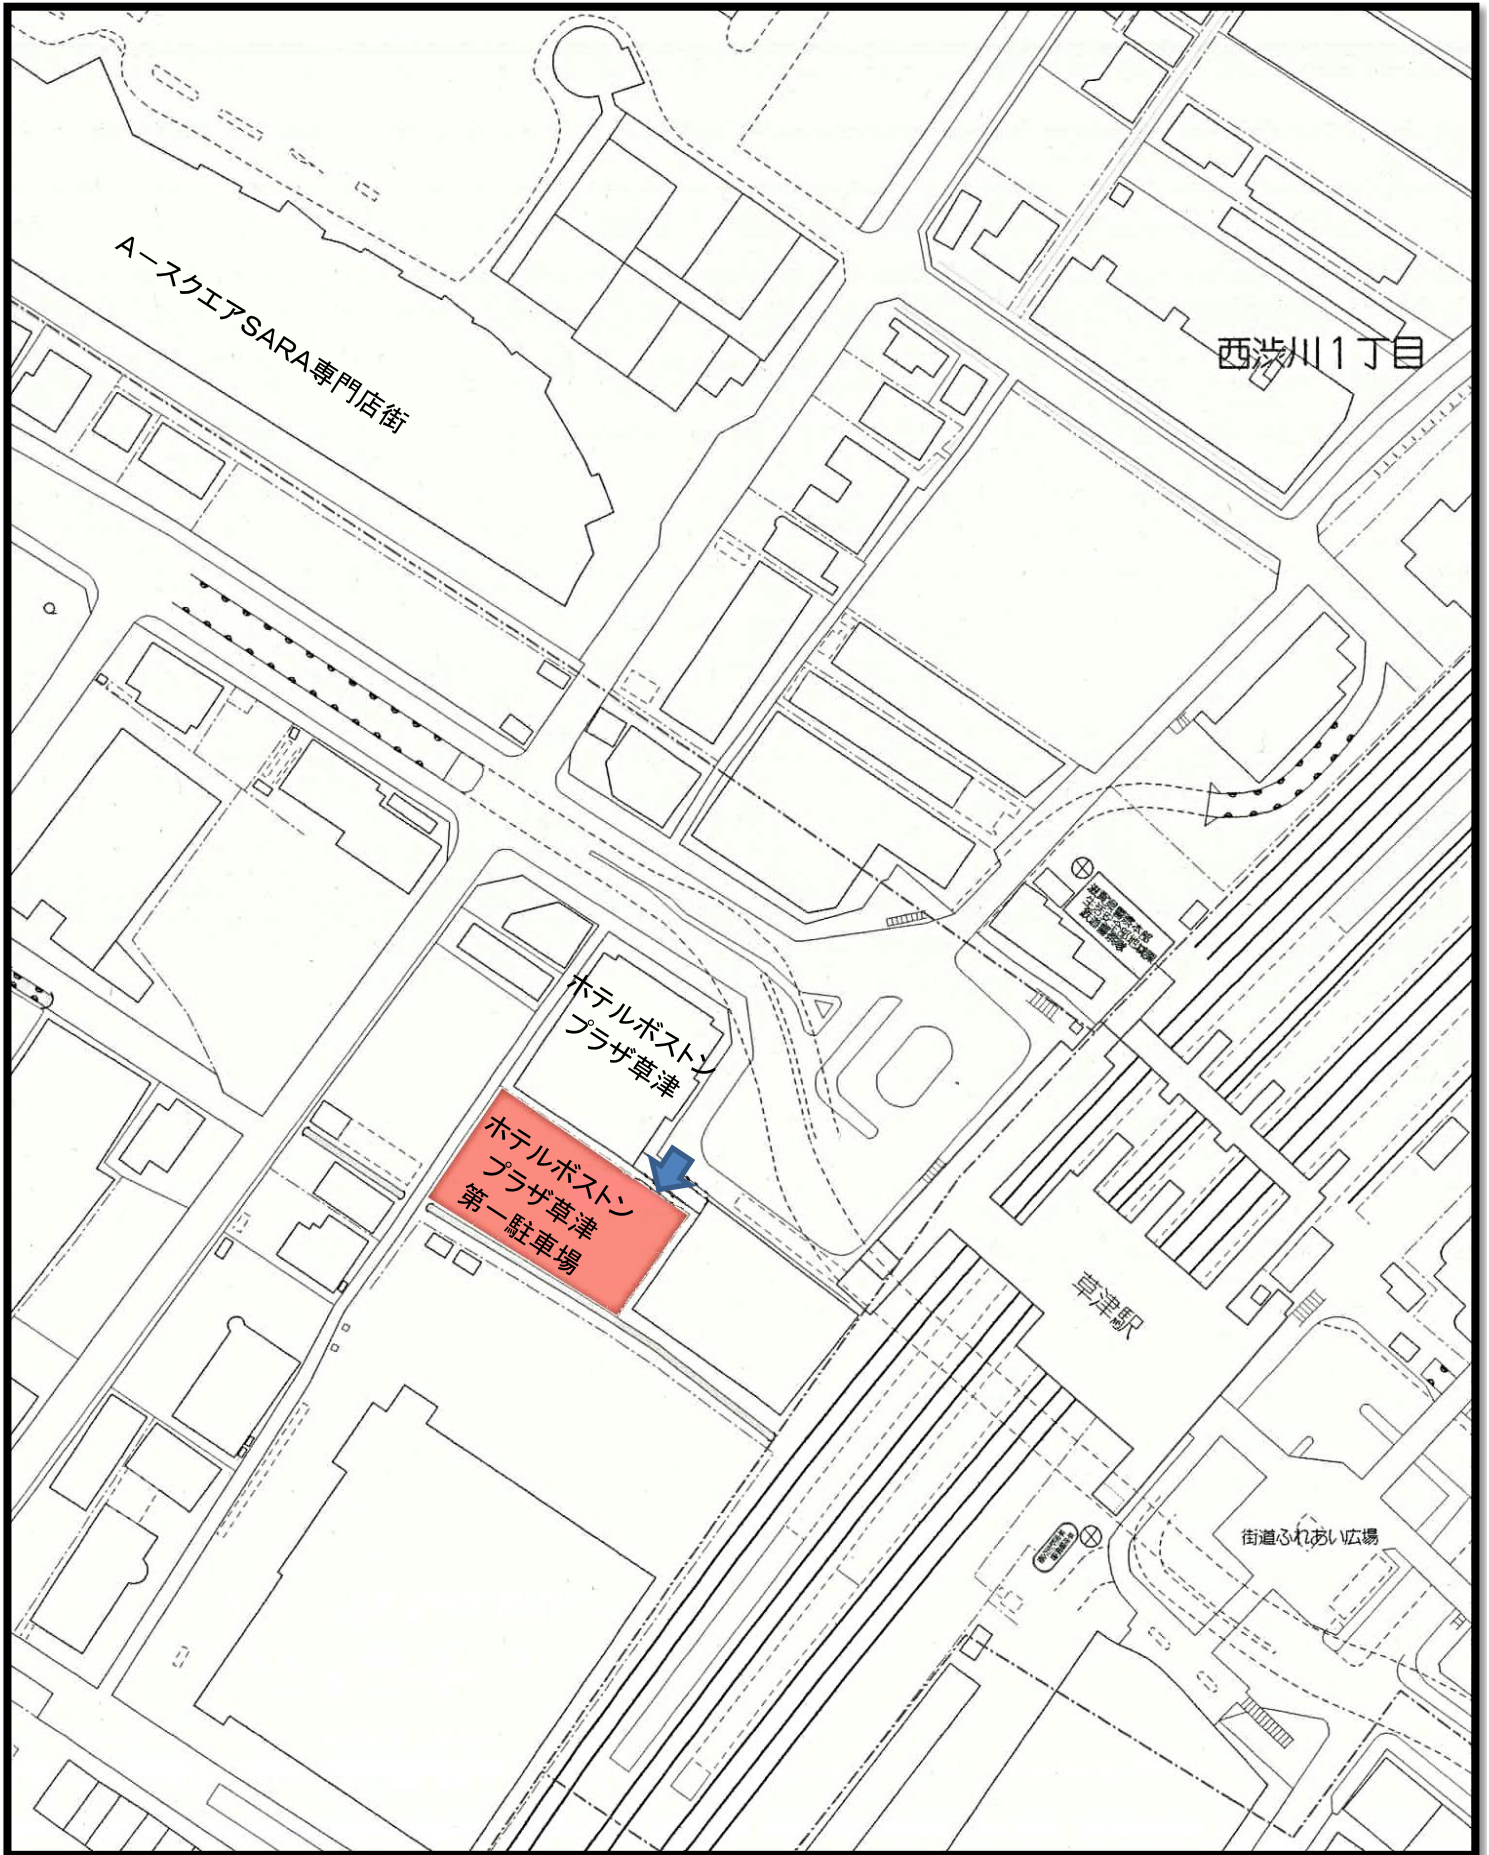 A－スクエアSARA専門店街
西渋川1丁目
ホテルボストン
プラザ草津
ホテルボストン
プラザ草津
第一駐車場
草津駅
街道ふれあい広場